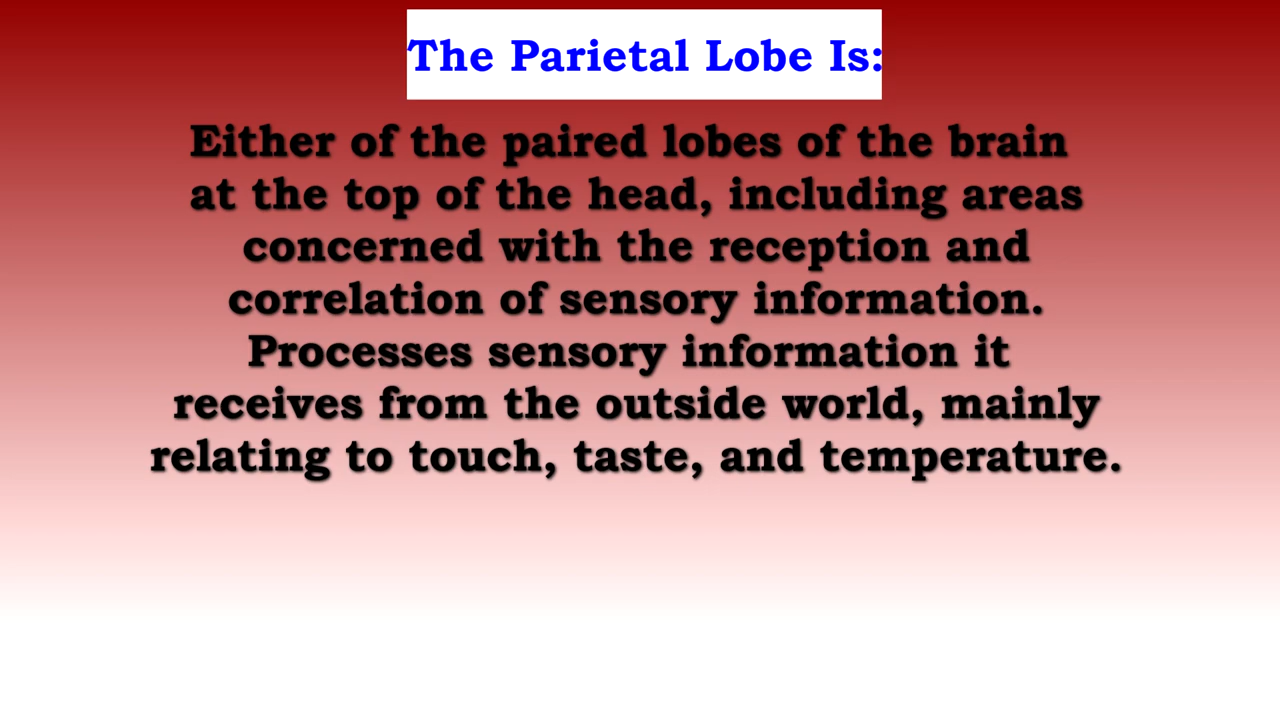 The Parietal Lobe Is:
Either of the paired lobes of the brain
at the top of the head, including areas
concerned with the reception and
correlation of sensory information.
Processes sensory information it
receives from the outside world, mainly
relating to touch, taste, and temperature.